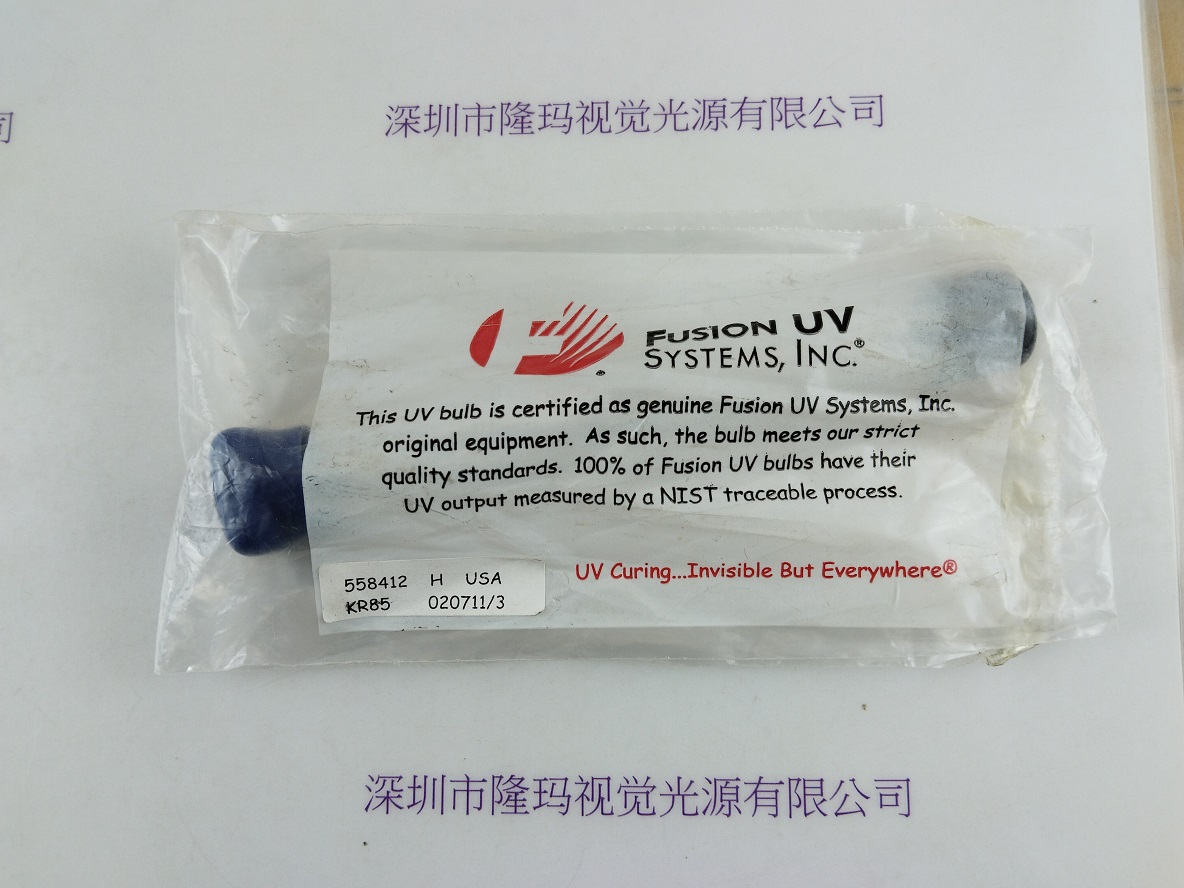 司
深圳市隆玛视觉光源有限公司
FUSION UV
SYSTEMS, INC.®
®
This UV bulb is certified as genuine Fusion UV Systems, Inc.
original equipment. As such, the bulb meets our strict
quality standards. 100% of Fusion UV bulbs have their
UV output measured by a NIST traceable process.
UV Curing...Invisible But Everywhere®
558412 H USA
KR85 020711/3
深圳市隆玛视觉光源有限公司